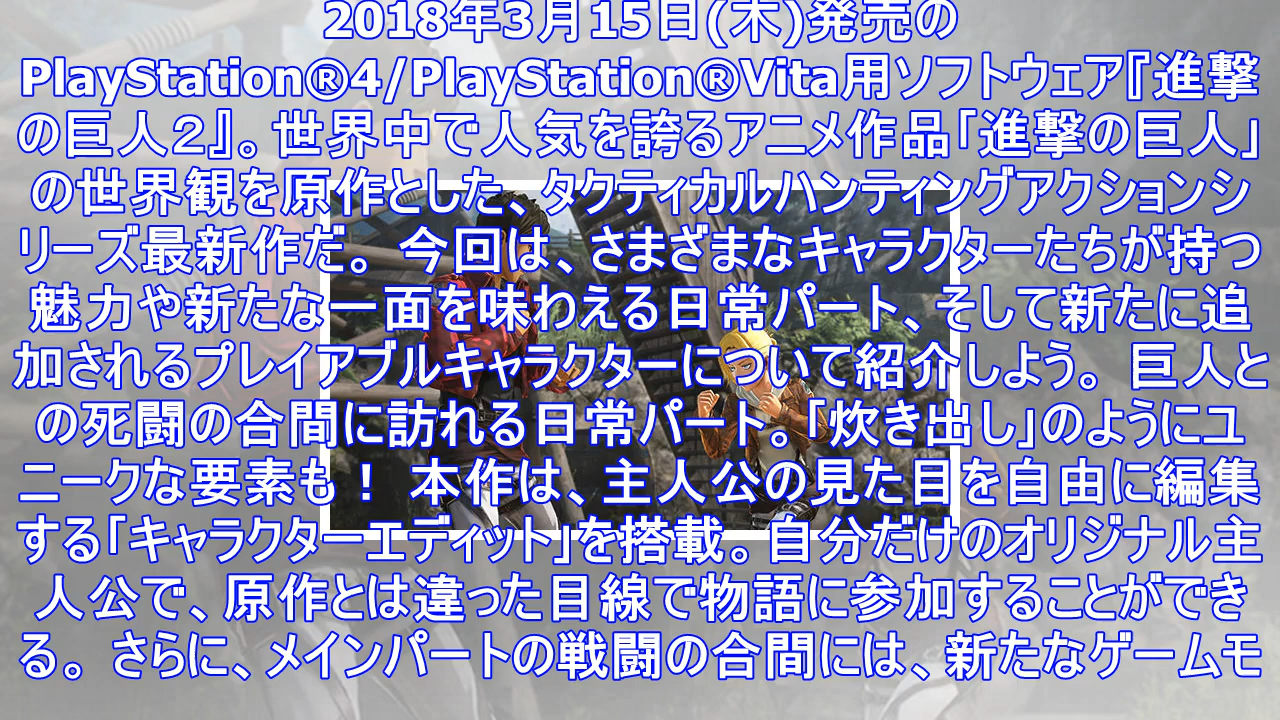 2018年3月15日(木)発売の
PlayStation®4/PlayStation®Vita用ソフトウェア『進撃
の巨人２』。世界中で人気を誇るアニメ作品「進撃の巨人」
の世界観を原作とした、タクティカルハンティングアクションシ
リーズ最新作だ。今回は、さまざまなキャラクターたちが持つ
魅力や新たな一面を味わえる日常パート、そして新たに追
加されるプレイアブルキャラクターについて紹介しよう。巨人と
の死闘の合間に訪れる日常パート。「炊き出し」のようにユ
ニークな要素も！ 本作は、主人公の見た目を自由に編集
する「キャラクターエディット」を搭載。自分だけのオリジナル主
人公で、原作とは違った目線で物語に参加することができ
る。さらに、メインパートの戦闘の合間には、新たなゲームモ